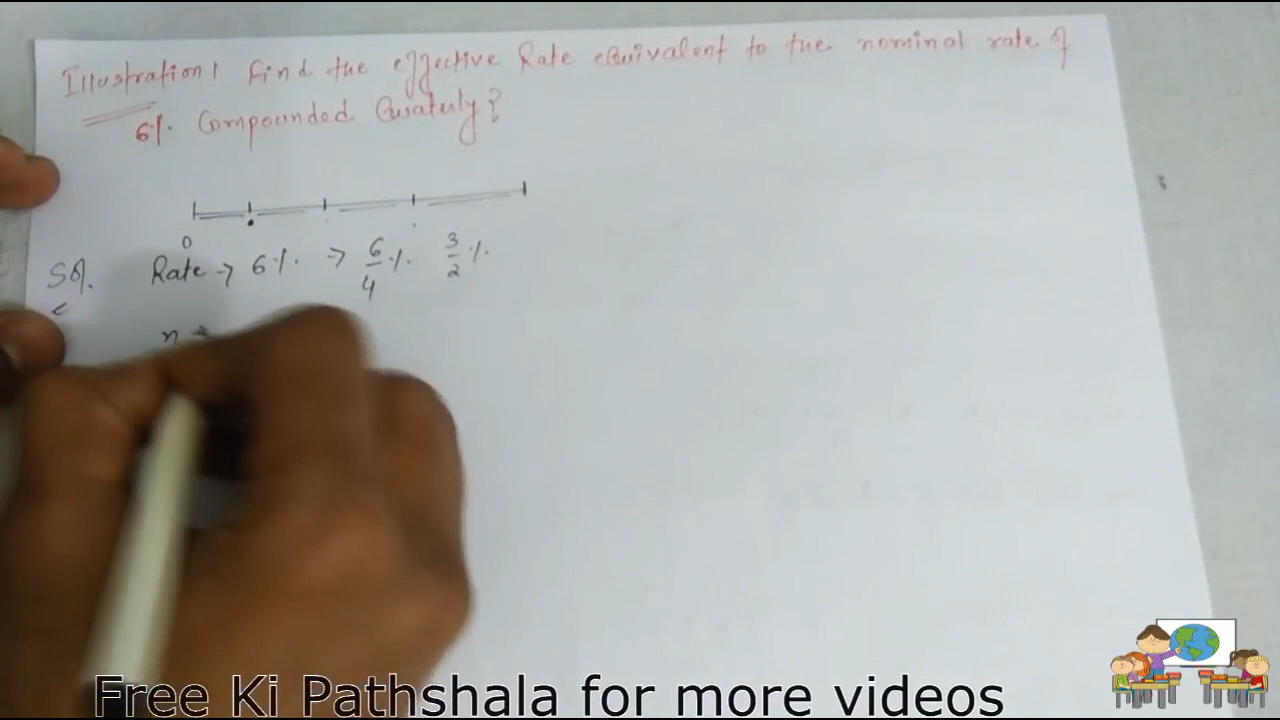 Illustration 1 Find the effective Rate equivalent to the nominal rate of
6%. Compounded Quaterly?
0
Sol. Rate → 6%. → 6/4 %. 3/2 %.
n =
Free Ki Pathshala for more videos